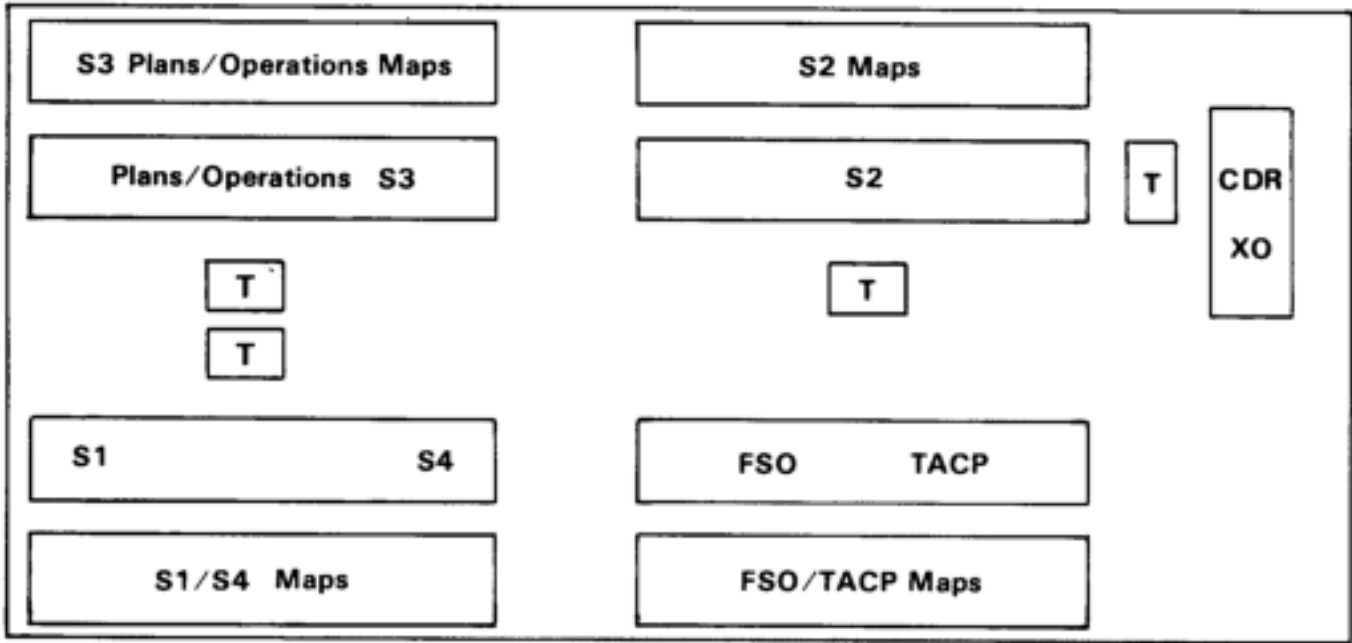 S3 Plans/Operations Maps
S2 Maps
Plans/Operations S3
S2
T
CDR
XO
T
T
T
S1 S4
FSO TACP
S1/S4 Maps
FSO/TACP Maps